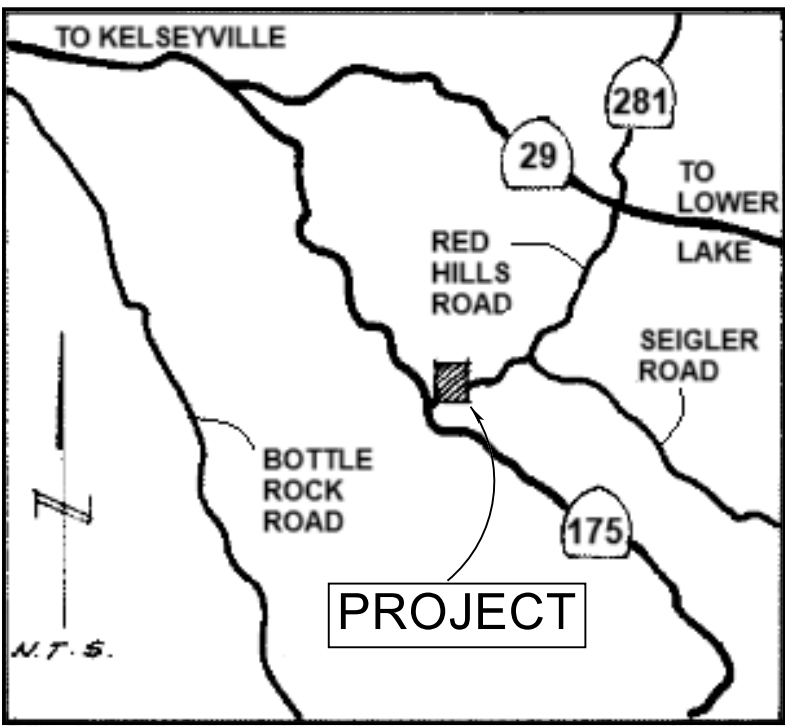 TO KELSEYVILLE
281
29
TO
LOWER
LAKE
RED
HILLS
ROAD
SEIGLER
ROAD
BOTTLE
ROCK
ROAD
175
PROJECT
N
N.T.S.